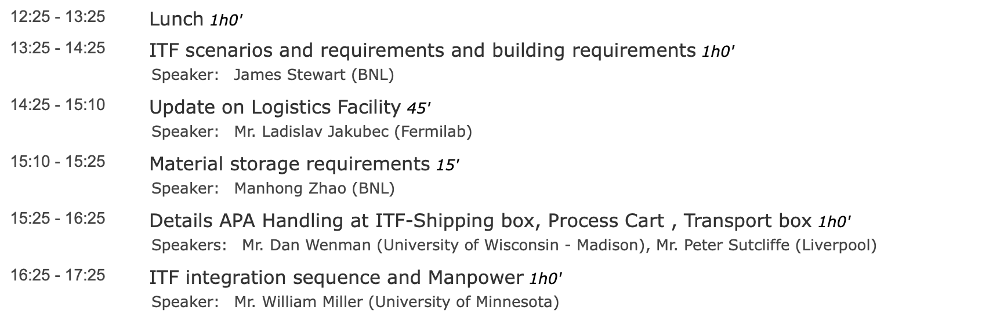 12:25 - 13:25 Lunch 1h0'
13:25 - 14:25 ITF scenarios and requirements and building requirements 1h0'
Speaker: James Stewart (BNL)
14:25 - 15:10 Update on Logistics Facility 45'
Speaker: Mr. Ladislav Jakubec (Fermilab)
15:10 - 15:25 Material storage requirements 15'
Speaker: Manhong Zhao (BNL)
15:25 - 16:25 Details APA Handling at ITF-Shipping box, Process Cart , Transport box 1h0'
Speakers: Mr. Dan Wenman (University of Wisconsin - Madison), Mr. Peter Sutcliffe (Liverpool)
16:25 - 17:25 ITF integration sequence and Manpower 1h0'
Speaker: Mr. William Miller (University of Minnesota)